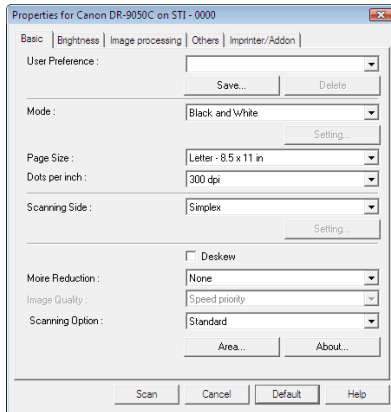 Properties for Canon DR-9050C on STI - 0000
Basic Brightness Image processing Others Imprinter/Addon
User Preference :
Save... Delete
Mode : Black and White
Setting...
Page Size : Letter - 8.5 x 11 in
Dots per inch : 300 dpi
Scanning Side : Simplex
Setting...
Deskew
Moire Reduction : None
Image Quality : Speed priority
Scanning Option : Standard
Area... About...
Scan Cancel Default Help